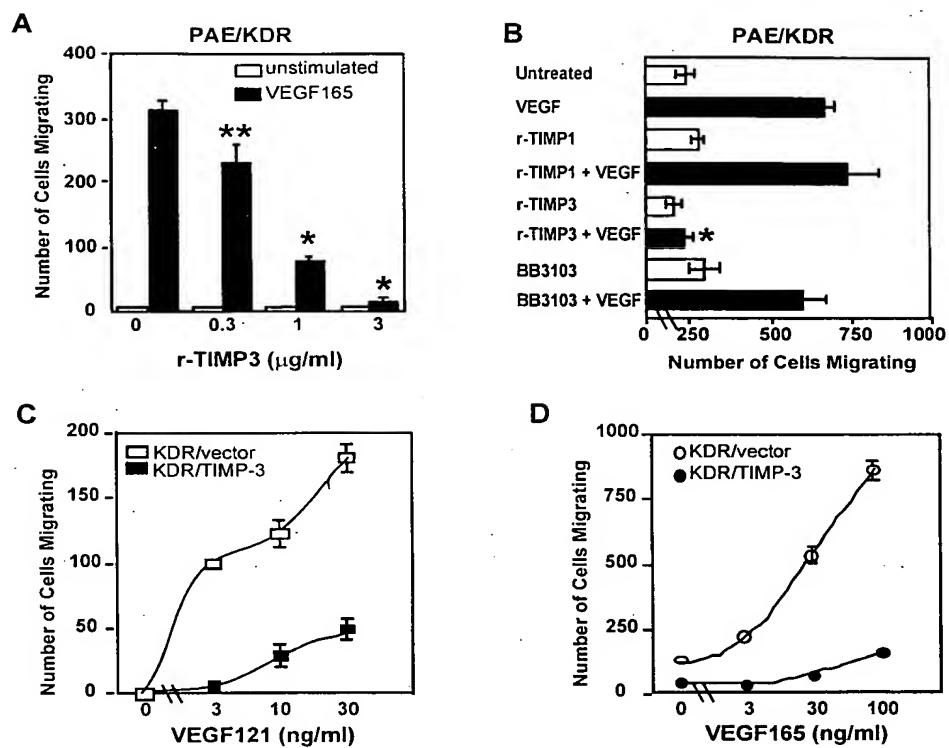 A
PAE/KDR
400
300
200
100
0
Number of Cells Migrating
unstimulated
VEGF165
**
*
*
0 0.3 1 3
r-TIMP3 (μg/ml)
B
PAE/KDR
Untreated
VEGF
r-TIMP1
r-TIMP1 + VEGF
r-TIMP3
r-TIMP3 + VEGF
*
BB3103
BB3103 + VEGF
0 250 500 750 1000
Number of Cells Migrating
C
200
150
100
50
0
Number of Cells Migrating
KDR/vector
KDR/TIMP-3
0 3 10 30
VEGF121 (ng/ml)
D
1000
750
500
250
0
Number of Cells Migrating
KDR/vector
KDR/TIMP-3
0 3 30 100
VEGF165 (ng/ml)